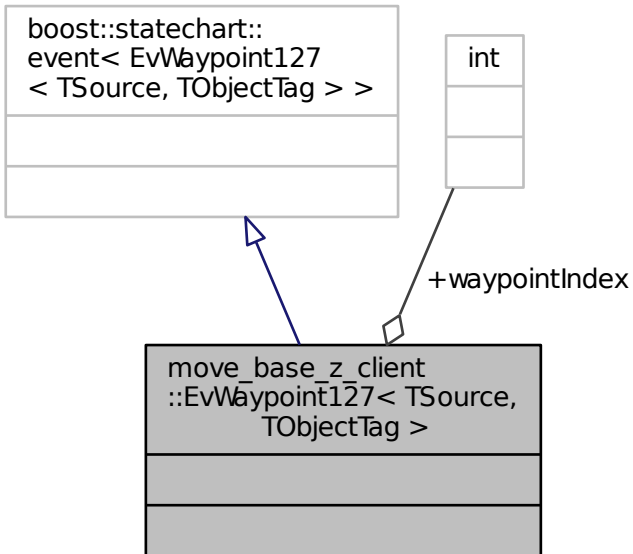 boost::statechart::
event< EvWaypoint127
< TSource, TObjectTag > >
int
+waypointIndex
move_base_z_client
::EvWaypoint127< TSource,
TObjectTag >